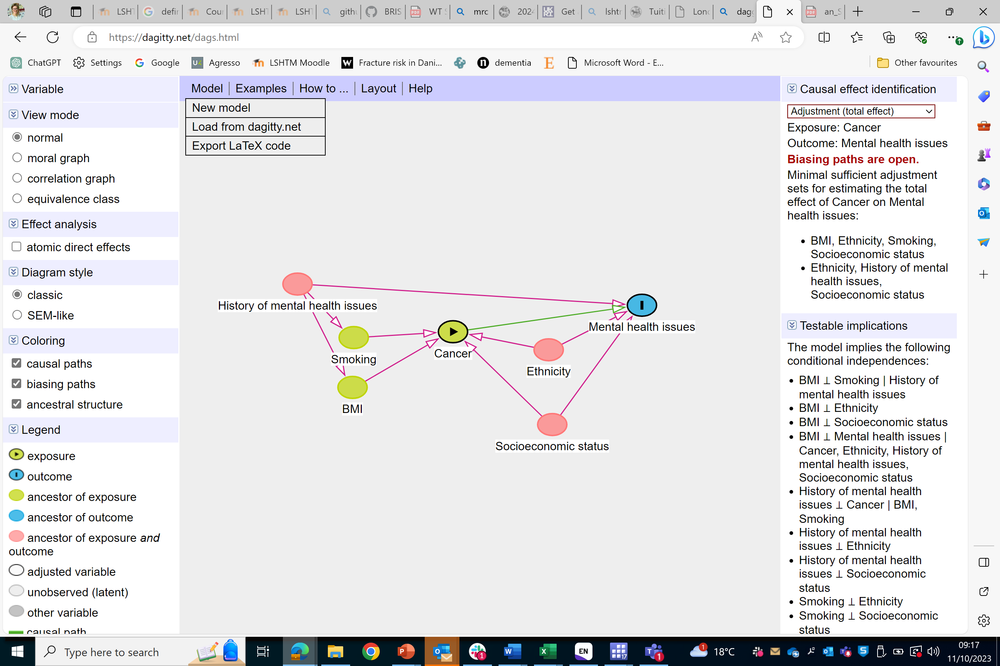 LSHT
defir
Cour
LSHT
LSHT
gith
BRIS
WT S
mrc
2024
Get
lshtr
Tuiti
Lonc
dag
an_S
https://dagitty.net/dags.html
ChatGPT
Settings
Google
Agresso
LSHTM Moodle
Fracture risk in Dani...
dementia
Microsoft Word - E...
Other favourites
Variable
View mode
normal
moral graph
correlation graph
equivalence class
Effect analysis
atomic direct effects
Diagram style
classic
SEM-like
Coloring
causal paths
biasing paths
ancestral structure
Legend
exposure
outcome
ancestor of exposure
ancestor of outcome
ancestor of exposure and
outcome
adjusted variable
unobserved (latent)
other variable
causal path
Model | Examples | How to ... | Layout | Help
New model
Load from dagitty.net
Export LaTeX code
History of mental health issues
Mental health issues
Smoking
Cancer
Ethnicity
BMI
Socioeconomic status
Causal effect identification
Adjustment (total effect)
Exposure: Cancer
Outcome: Mental health issues
Biasing paths are open.
Minimal sufficient adjustment
sets for estimating the total
effect of Cancer on Mental
health issues:
• BMI, Ethnicity, Smoking,
Socioeconomic status
• Ethnicity, History of mental
health issues,
Socioeconomic status
Testable implications
The model implies the following
conditional independences:
• BMI ⊥ Smoking | History of
mental health issues
• BMI ⊥ Ethnicity
• BMI ⊥ Socioeconomic status
• BMI ⊥ Mental health issues |
Cancer, Ethnicity, History of
mental health issues,
Socioeconomic status
• History of mental health
issues ⊥ Cancer | BMI,
Smoking
• History of mental health
issues ⊥ Ethnicity
• History of mental health
issues ⊥ Socioeconomic
status
• Smoking ⊥ Ethnicity
• Smoking ⊥ Socioeconomic
status
Type here to search
EN
17
1
18°C
09:17
11/10/2023